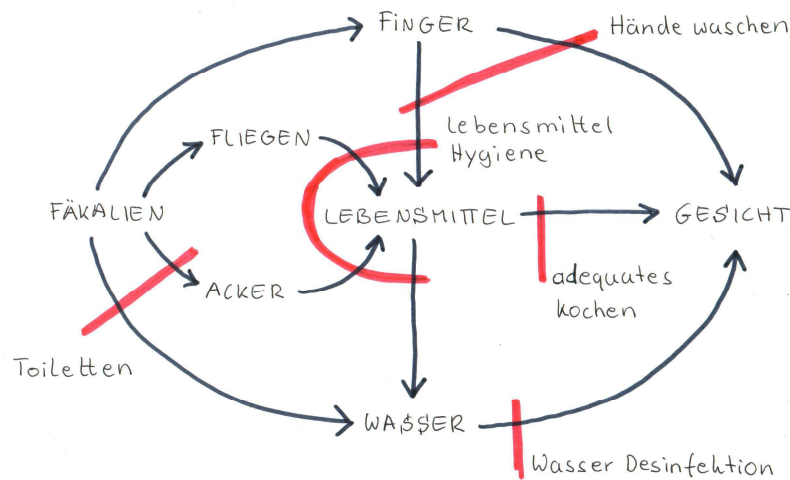 FINGER
Hände waschen
FLIEGEN
Lebensmittel
Hygiene
FÄKALIEN
LEBENSMITTEL
GESICHT
ACKER
adequates
kochen
Toiletten
WASSER
Wasser Desinfektion